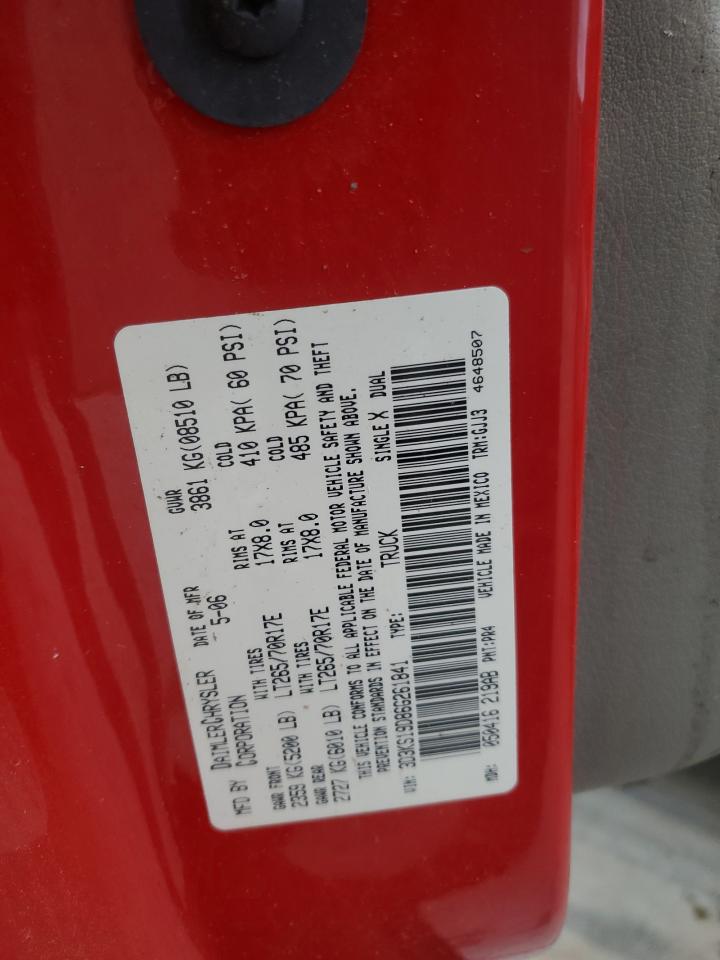 MFD BY DAIMLERCHRYSLER CORPORATION DATE OF MFR 5-06 GVWR 3861 KG(08510 LB)
GAWR FRONT WITH TIRES RIMS AT COLD
2359 KG(5200 LB) LT265/70R17E 17X8.0 410 KPA( 60 PSI)
GAWR REAR WITH TIRES RIMS AT COLD
2727 KG(6010 LB) LT265/70R17E 17X8.0 485 KPA( 70 PSI)
THIS VEHICLE CONFORMS TO ALL APPLICABLE FEDERAL MOTOR VEHICLE SAFETY AND THEFT
PREVENTION STANDARDS IN EFFECT ON THE DATE OF MANUFACTURE SHOWN ABOVE.
VIN: 3D3KS19D86G261841 TYPE: TRUCK SINGLE X DUAL
MDH: 050416 219AB PNT:PR4 VEHICLE MADE IN MEXICO TRM:GJJ3 4648507